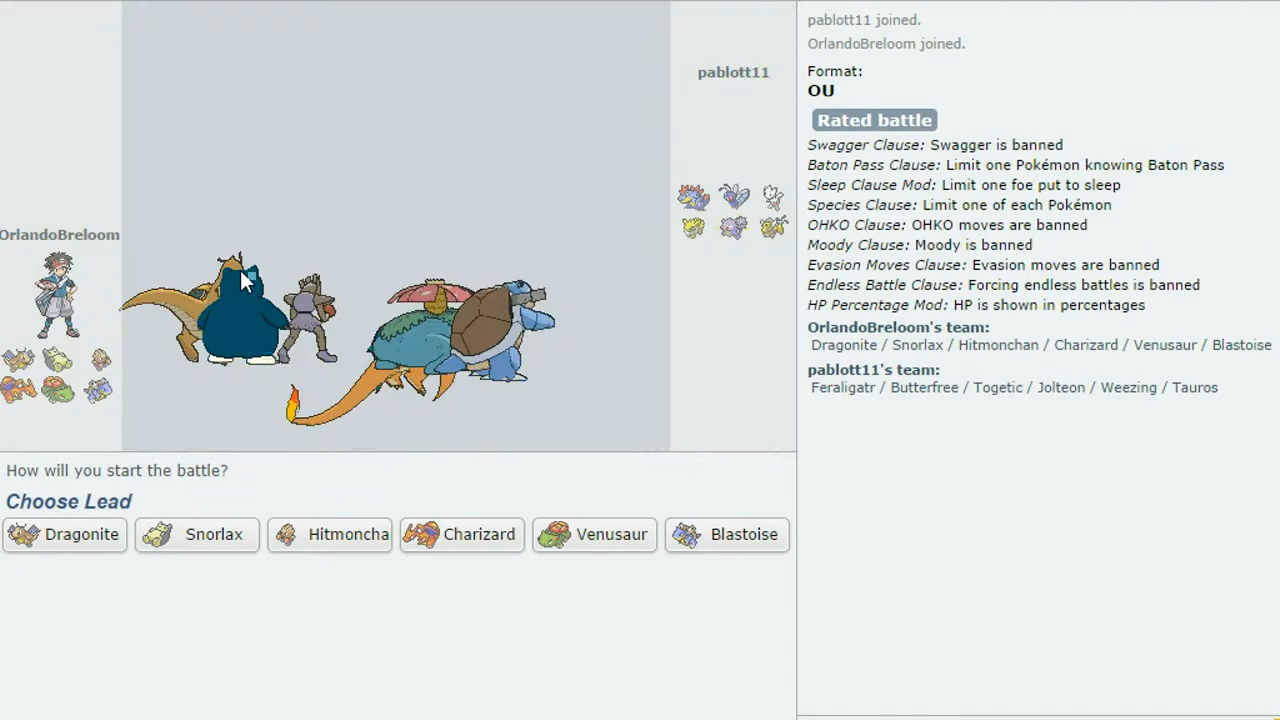 pablott11 joined.
OrlandoBreloom joined.
Format:
OU
Rated battle
Swagger Clause: Swagger is banned
Baton Pass Clause: Limit one Pokémon knowing Baton Pass
Sleep Clause Mod: Limit one foe put to sleep
Species Clause: Limit one of each Pokémon
OHKO Clause: OHKO moves are banned
Moody Clause: Moody is banned
Evasion Moves Clause: Evasion moves are banned
Endless Battle Clause: Forcing endless battles is banned
HP Percentage Mod: HP is shown in percentages
OrlandoBreloom's team:
Dragonite / Snorlax / Hitmonchan / Charizard / Venusaur / Blastoise
pablott11's team:
Feraligatr / Butterfree / Togetic / Jolteon / Weezing / Tauros
pablott11
OrlandoBreloom
How will you start the battle?
Choose Lead
Dragonite Snorlax Hitmoncha Charizard Venusaur Blastoise